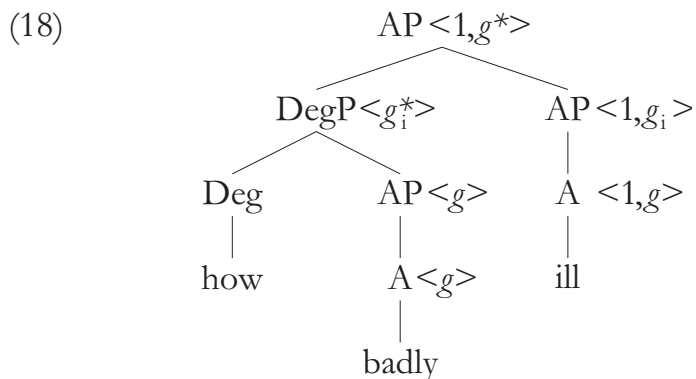 (18) AP <1,g*>
DegP<g*i> AP <1,gi >
Deg AP <g> A <1,g>
how A <g> ill
badly